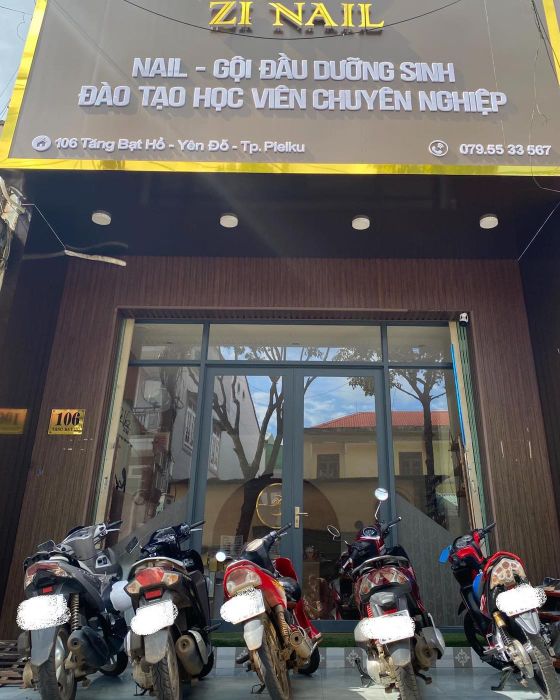 ZI NAIL
NAIL - GỘI ĐẦU DƯỠNG SINH
ĐÀO TẠO HỌC VIÊN CHUYÊN NGHIỆP
106 Tăng Bạt Hổ - Yên Đỗ - Tp. Pleiku
079.55 33 567
106